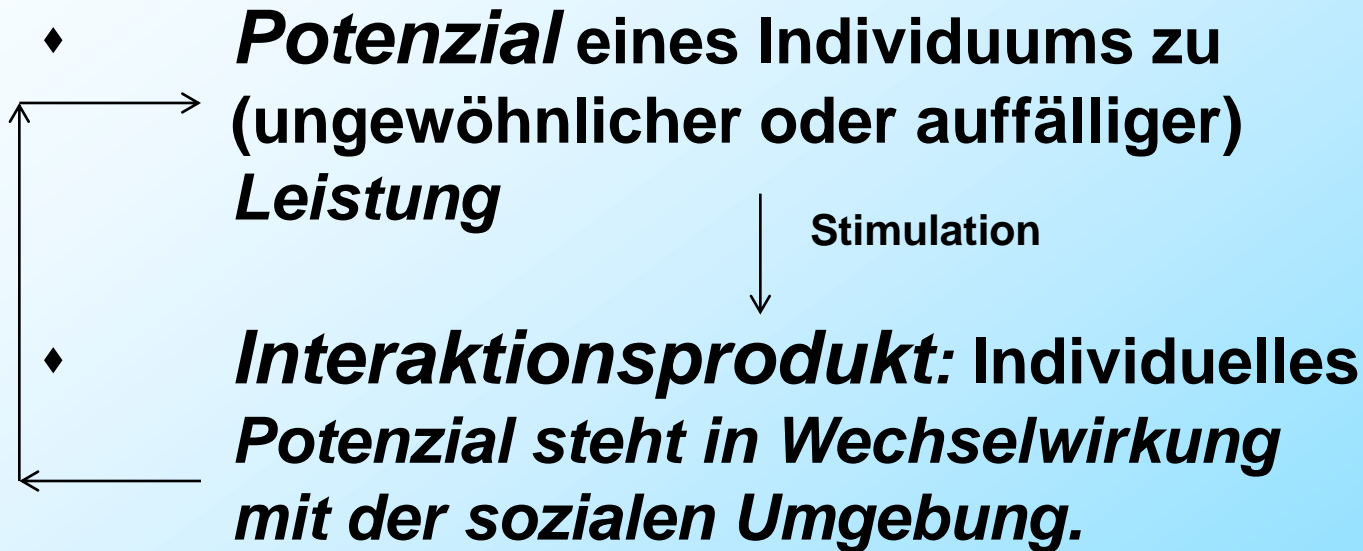 ♦ Potenzial eines Individuums zu
(ungewöhnlicher oder auffälliger)
Leistung
Stimulation
♦ Interaktionsprodukt: Individuelles
Potenzial steht in Wechselwirkung
mit der sozialen Umgebung.